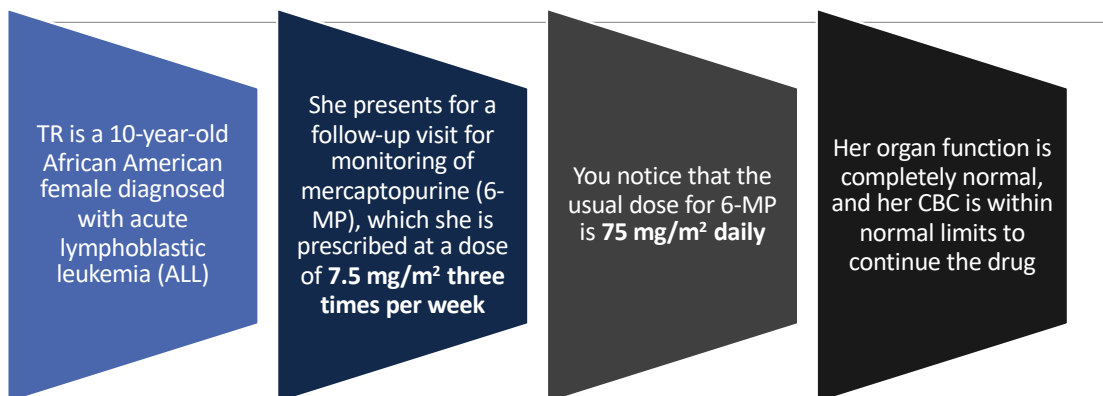 TR is a 10-year-old
African American
female diagnosed
with acute
lymphoblastic
leukemia (ALL)
She presents for a
follow-up visit for
monitoring of
mercaptopurine (6-
MP), which she is
prescribed at a dose
of 7.5 mg/m² three
times per week
You notice that the
usual dose for 6-MP
is 75 mg/m² daily
Her organ function is
completely normal,
and her CBC is within
normal limits to
continue the drug